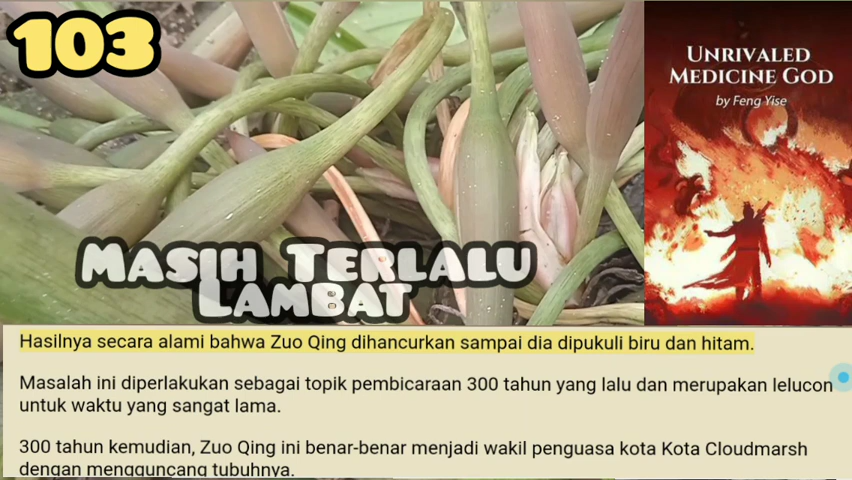 103
UNRIVALED
MEDICINE GOD
by Feng Yise
MASIH TERLALU
LAMBAT
Hasilnya secara alami bahwa Zuo Qing dihancurkan sampai dia dipukuli biru dan hitam.
Masalah ini diperlakukan sebagai topik pembicaraan 300 tahun yang lalu dan merupakan lelucon
untuk waktu yang sangat lama.
300 tahun kemudian, Zuo Qing ini benar-benar menjadi wakil penguasa kota Kota Cloudmarsh
dengan mengguncang tubuhnya.